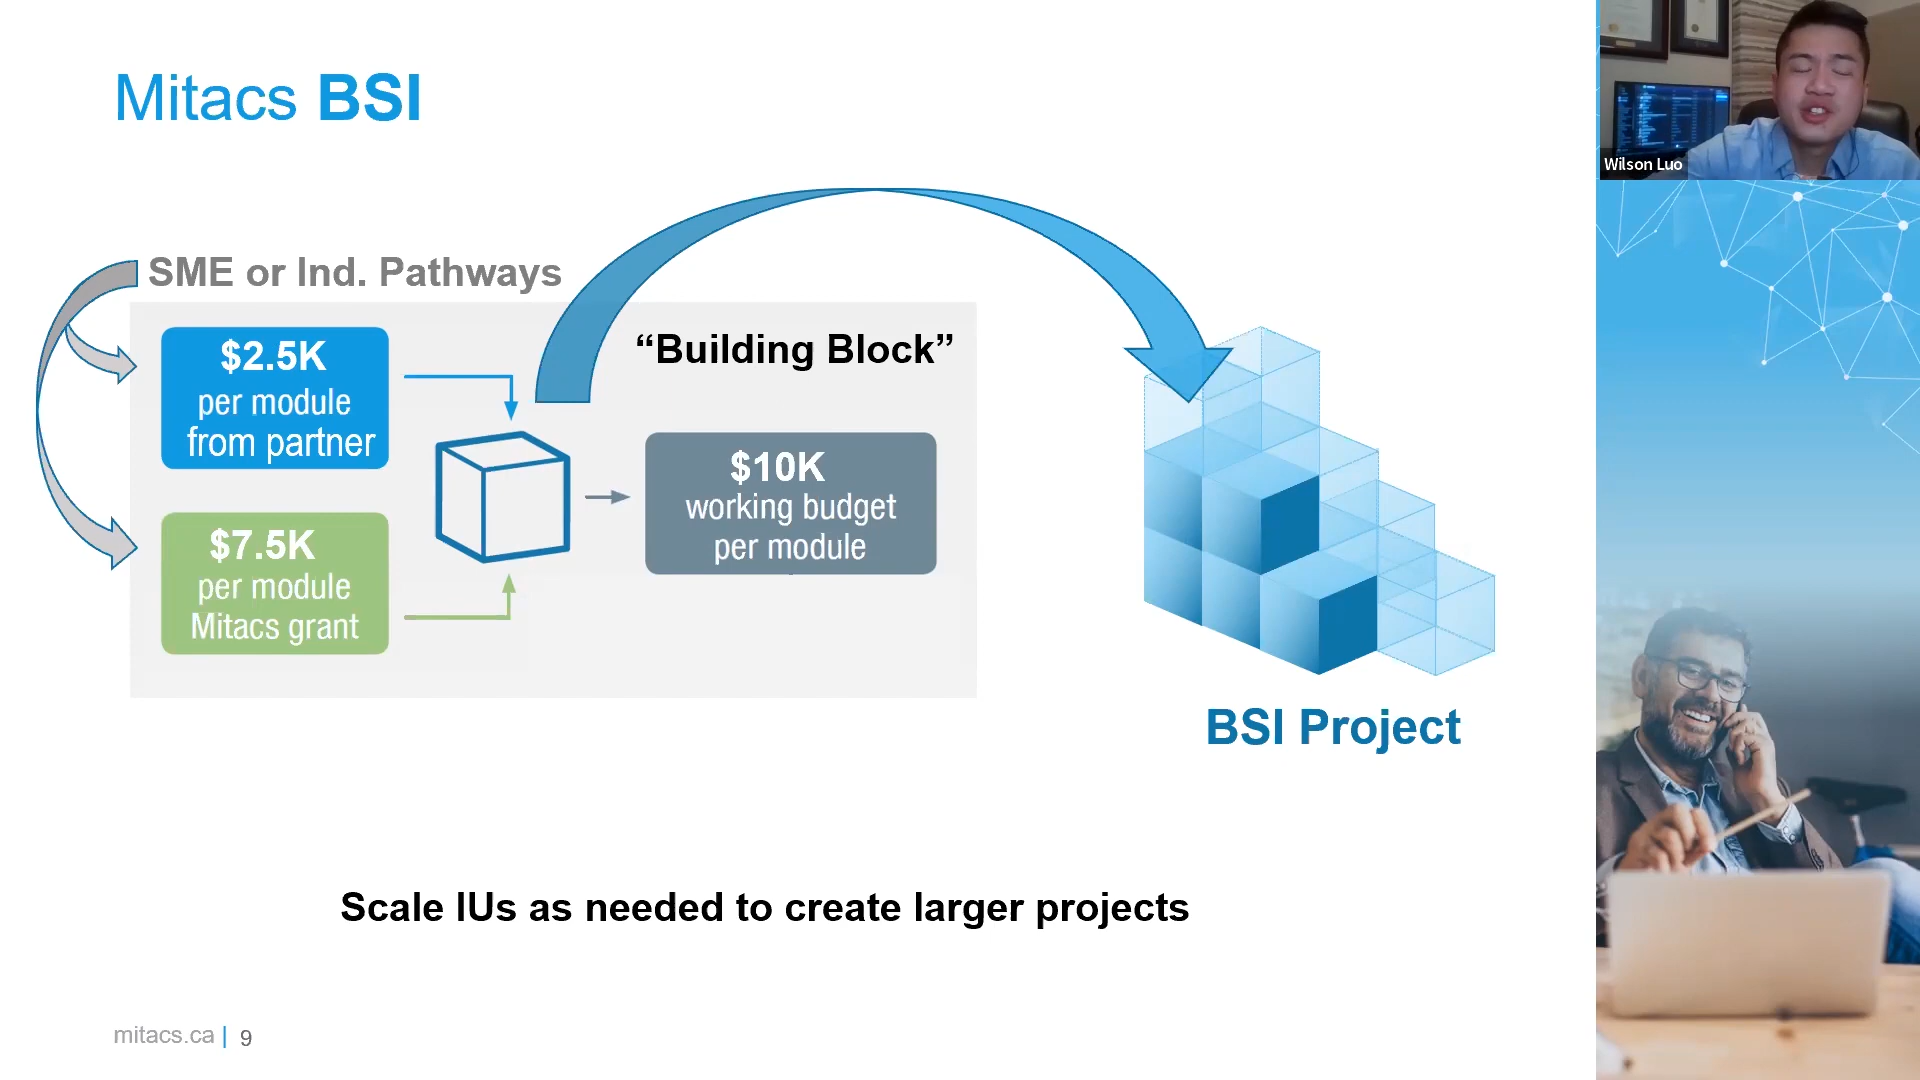 Mitacs BSI
SME or Ind. Pathways
$2.5K
per module
from partner
$7.5K
per module
Mitacs grant
“Building Block”
$10K
working budget
per module
BSI Project
Scale IUs as needed to create larger projects
mitacs.ca | 9
Wilson Luo